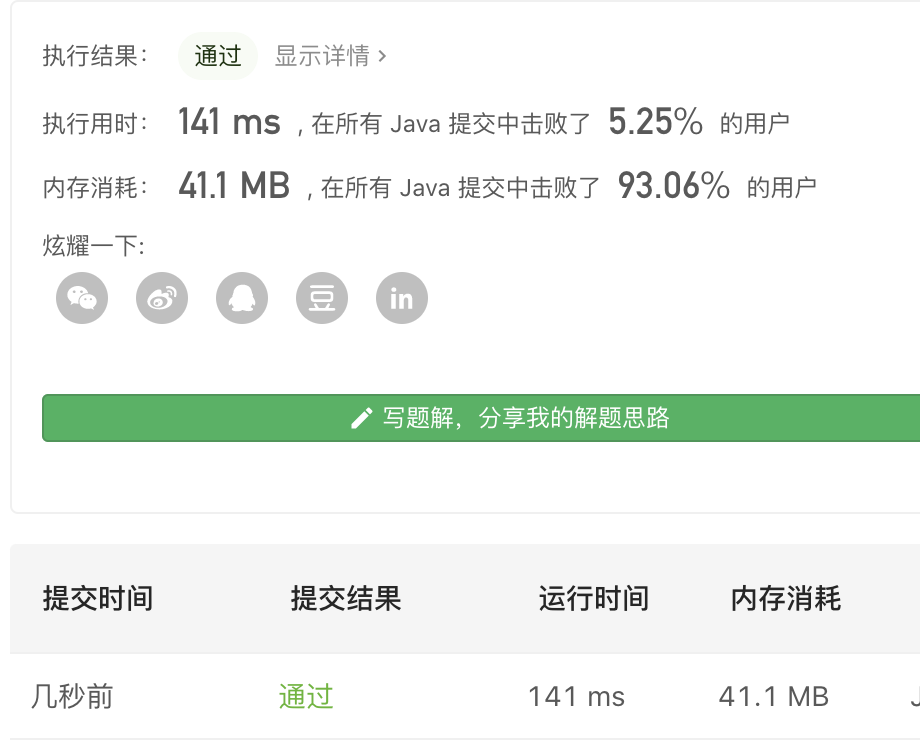 执行结果： 通过 显示详情 >
执行用时： 141 ms , 在所有 Java 提交中击败了 5.25% 的用户
内存消耗： 41.1 MB , 在所有 Java 提交中击败了 93.06% 的用户
炫耀一下:
豆 in
写题解，分享我的解题思路
提交时间 提交结果 运行时间 内存消耗
几秒前 通过 141 ms 41.1 MB